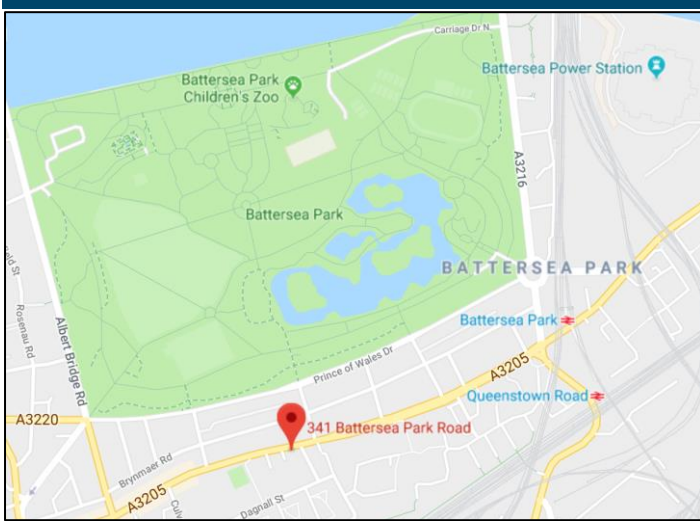 Carriage Dr N
Battersea Power Station
Battersea Park
Children's Zoo
A3216
Battersea Park
BATTERSEA PARK
Rosenau Rd
Albert Bridge Rd
Battersea Park
Prince of Wales Dr
A3205
Queenstown Road
A3220
341 Battersea Park Road
Brynmaer Rd
A3205
Dagnall St